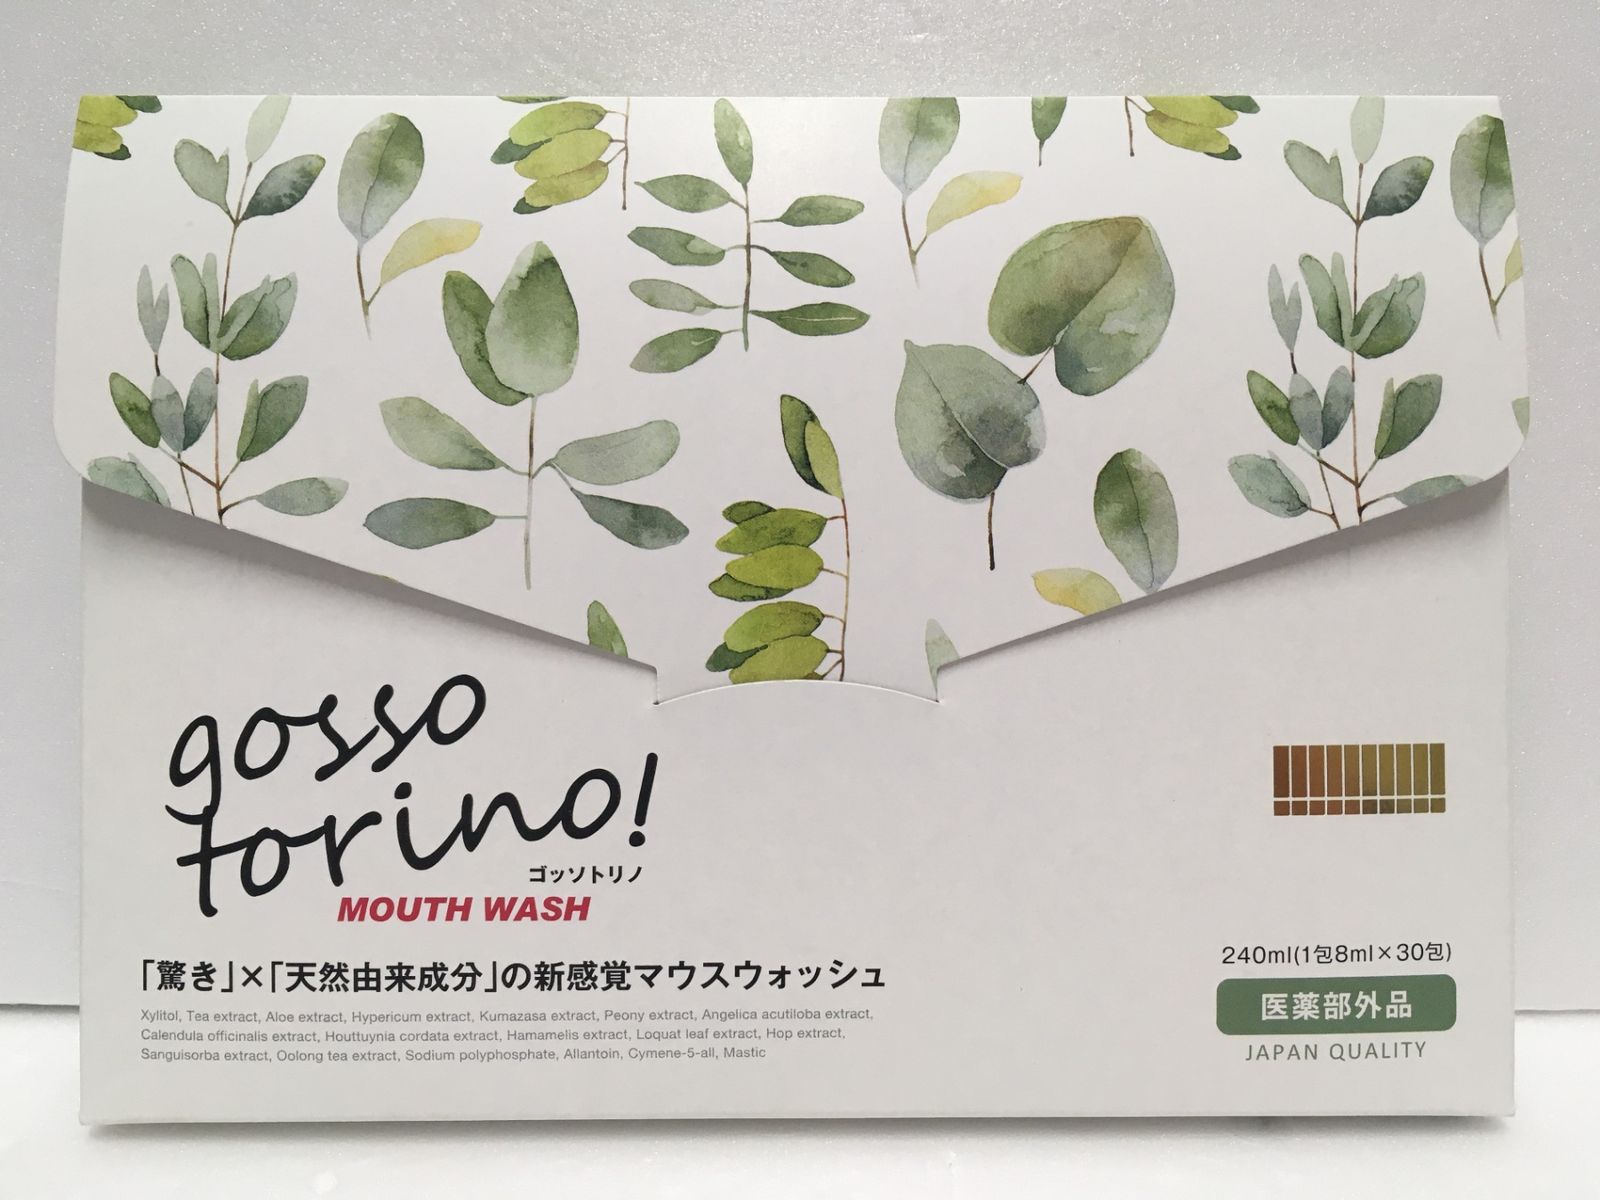 gosso
torino!
ゴッソトリノ
MOUTH WASH
「驚き」×「天然由来成分」の新感覚マウスウォッシュ
Xylitol, Tea extract, Aloe extract, Hypericum extract, Kumazasa extract, Peony extract, Angelica acutiloba extract,
Calendula officinalis extract, Houttuynia cordata extract, Hamamelis extract, Loquat leaf extract, Hop extract,
Sanguisorba extract, Oolong tea extract, Sodium polyphosphate, Allantoin, Cymene-5-all, Mastic
240ml(1包8ml×30包)
医薬部外品
JAPAN QUALITY